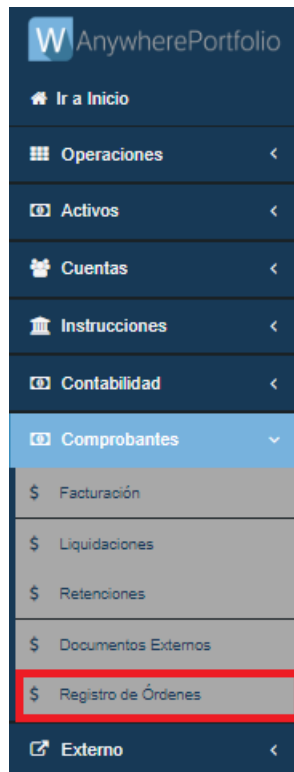 W AnywherePortfolio
Ir a Inicio
Operaciones
Activos
Cuentas
Instrucciones
Contabilidad
Comprobantes
$ Facturación
$ Liquidaciones
$ Retenciones
$ Documentos Externos
$ Registro de Órdenes
Externo